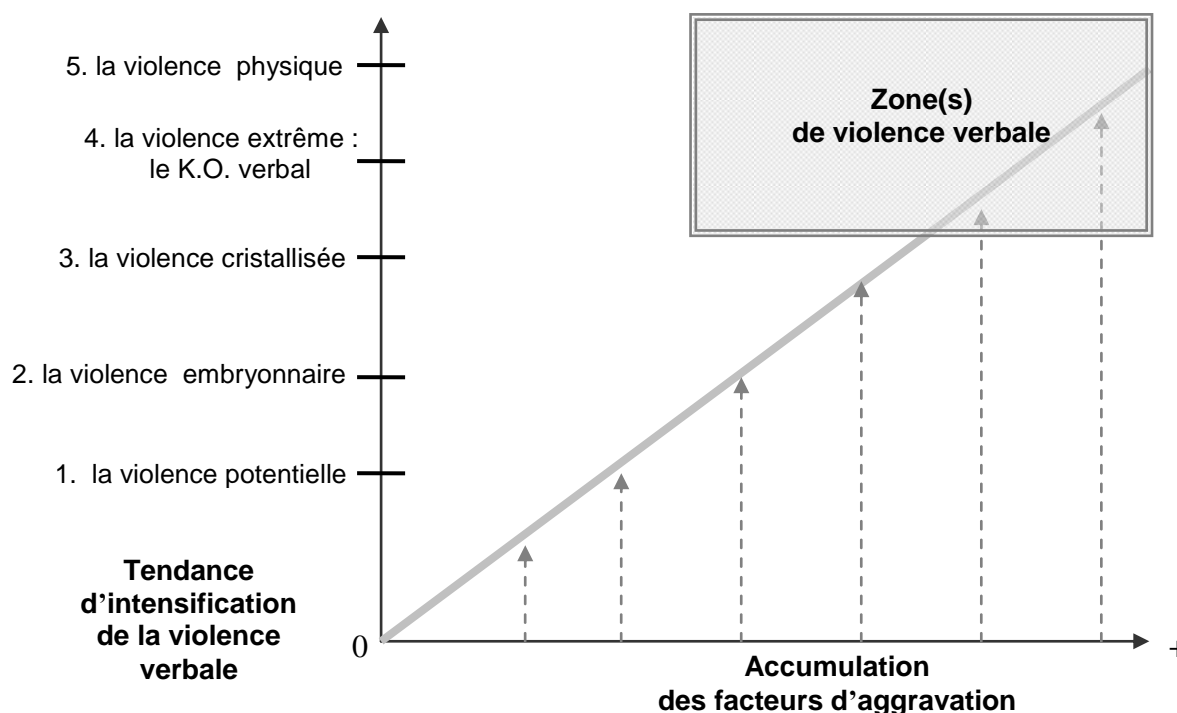 5. la violence physique
4. la violence extrême :
le K.O. verbal
3. la violence cristallisée
2. la violence embryonnaire
1. la violence potentielle
Tendance
d’intensification
de la violence
verbale
Zone(s)
de violence verbale
0
Accumulation
des facteurs d’aggravation
+